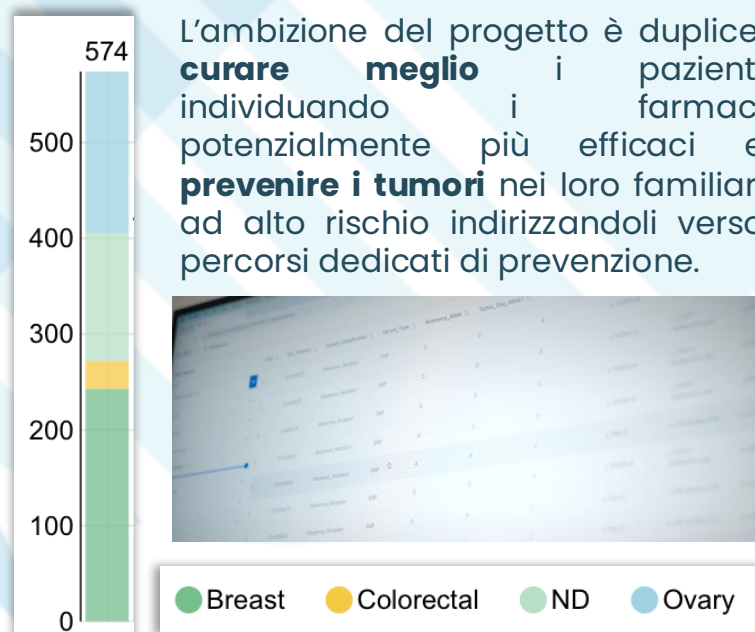 574
500
400
300
200
100
0
L’ambizione del progetto è duplice
curare meglio i pazient
individuando i farmac
potenzialmente più efficaci e
prevenire i tumori nei loro familiar
ad alto rischio indirizzandoli verso
percorsi dedicati di prevenzione.
Breast Colorectal ND Ovary